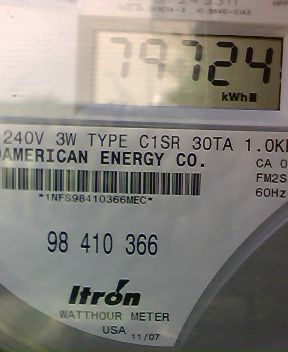 79724
kWh
240V 3W TYPE C1SR 30TA 1.0K
AMERICAN ENERGY CO.
CA 0
FM2S
60Hz
*1NFS98410366MEC*
98 410 366
Itron
WATTHOUR METER
USA 11/07